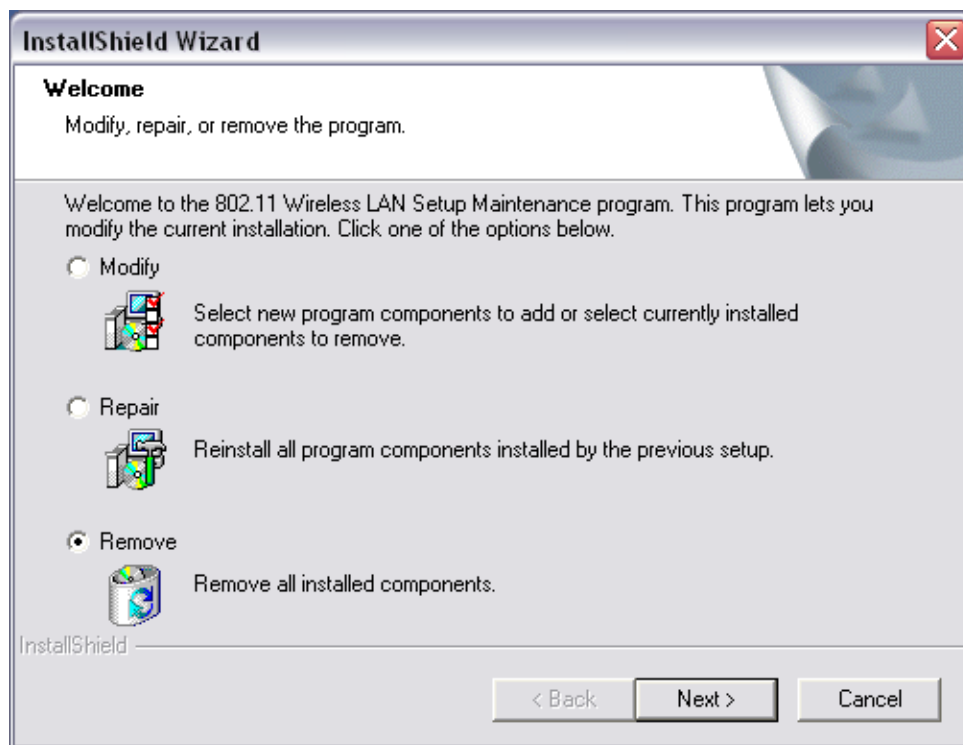 InstallShield Wizard
Welcome
Modify, repair, or remove the program.
Welcome to the 802.11 Wireless LAN Setup Maintenance program. This program lets you
modify the current installation. Click one of the options below.
Modify
Select new program components to add or select currently installed
components to remove.
Repair
Reinstall all program components installed by the previous setup.
Remove
Remove all installed components.
InstallShield
< Back
Next >
Cancel